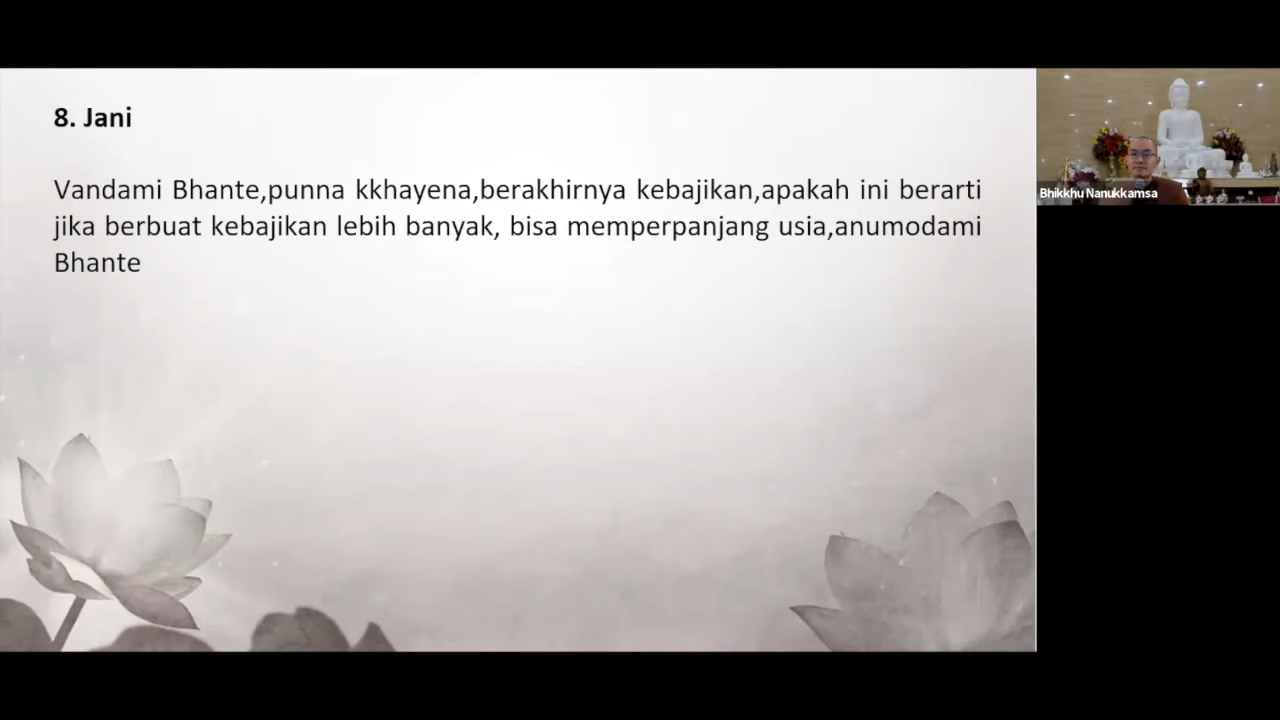 8. Jani
Vandami Bhante,punna kkhayena,berakhirnya kebajikan,apakah ini berarti
jika berbuat kebajikan lebih banyak, bisa memperpanjang usia,anumodami
Bhante
Bhikkhu Nanukkamsa